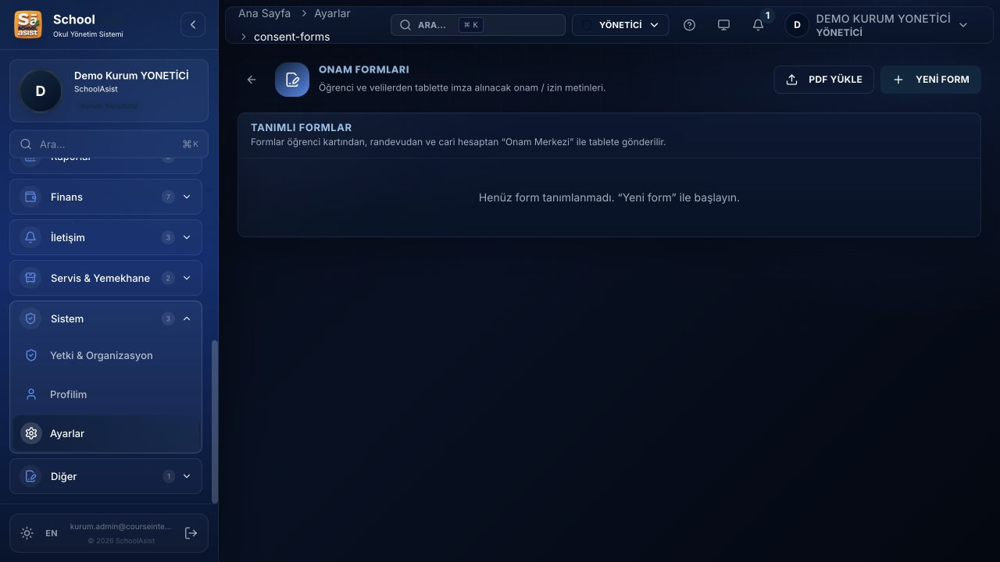 School
Okul Yönetim Sistemi
Demo Kurum YONETİCİ
SchoolAsist
Kurum Yöneticisi
D
Ara...
⌘K
Raporlar
Finans
7
İletişim
3
Servis & Yemekhane
2
Sistem
3
Yetki & Organizasyon
Profilim
Ayarlar
Diğer
1
EN
kurum.admin@courseinte...
© 2026 SchoolAsist
Ana Sayfa > Ayarlar
> consent-forms
ARA...
⌘ K
YÖNETİCİ
1
D
DEMO KURUM YONETİCİ
YÖNETİCİ
ONAM FORMLARI
Öğrenci ve velilerden tablette imza alınacak onam / izin metinleri.
PDF YÜKLE
YENİ FORM
TANIMLI FORMLAR
Formlar öğrenci kartından, randevudan ve cari hesaptan “Onam Merkezi” ile tablete gönderilir.
Henüz form tanımlanmadı. “Yeni form” ile başlayın.